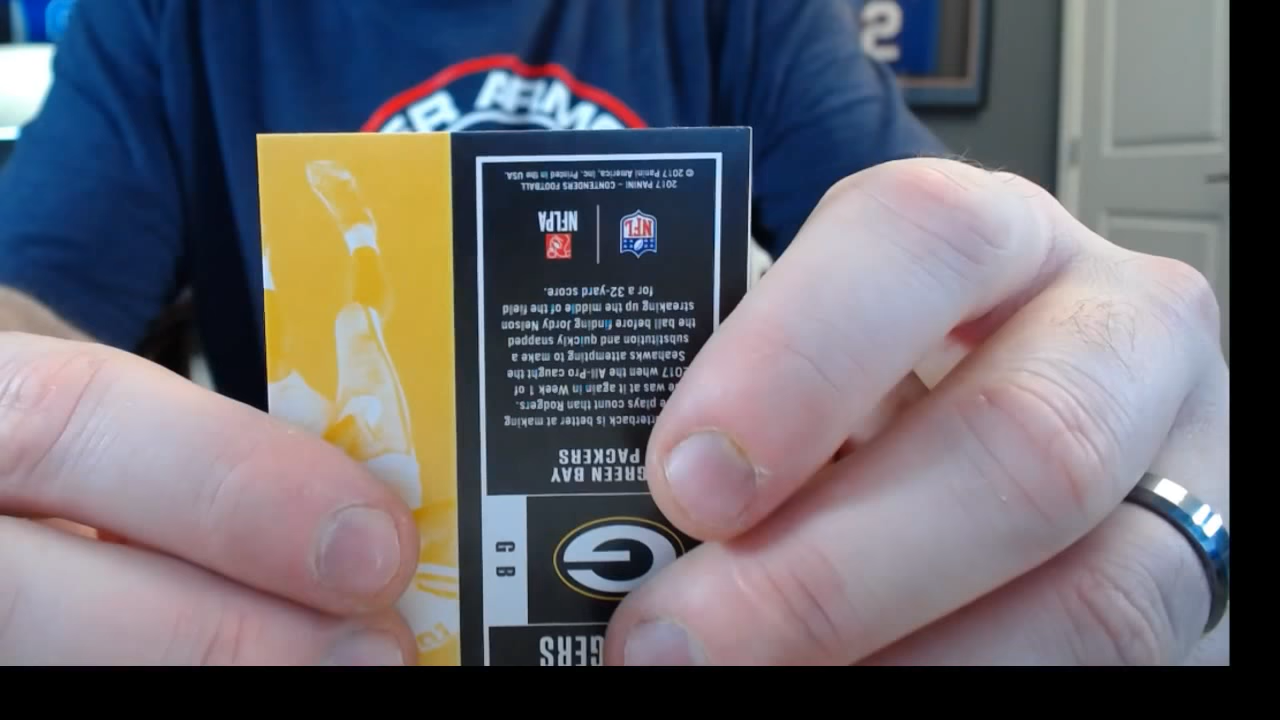 GERS
G B
GREEN BAY
PACKERS
rterback is better at making
e plays count than Rodgers.
e was at it again in Week 1 of
2017 when the All-Pro caught the
Seahawks attempting to make a
substitution and quickly snapped
the ball before finding Jordy Nelson
streaking up the middle of the field
for a 32-yard score.
NFL
NFLPA
2017 PANINI - CONTENDERS FOOTBALL
© 2017 Panini America, Inc. Printed in the USA.
2